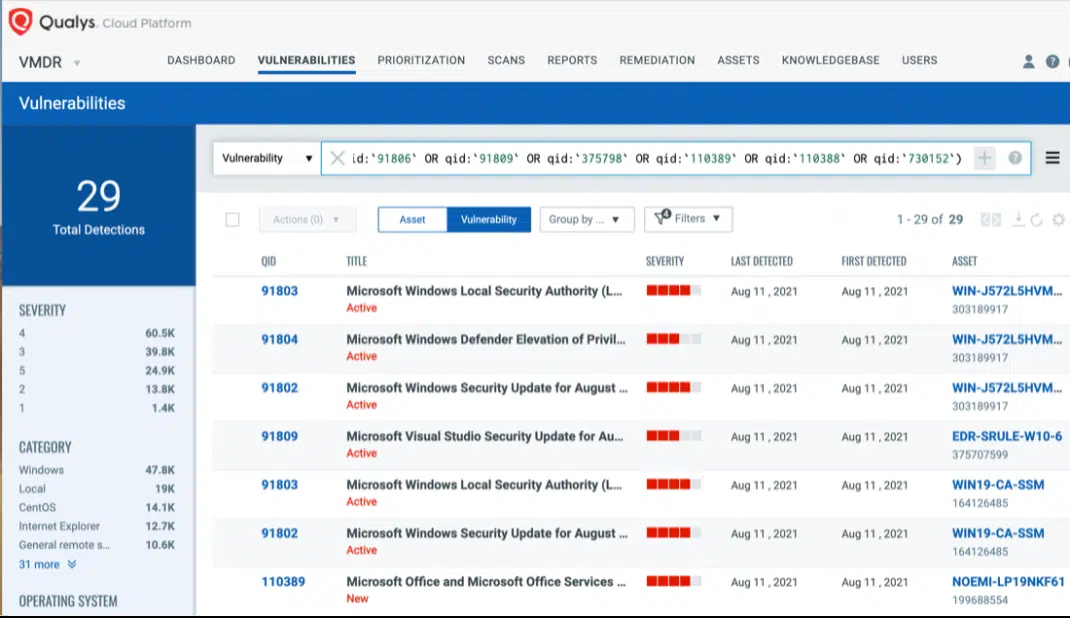 Qualys. Cloud Platform
VMDR
DASHBOARD VULNERABILITIES PRIORITIZATION SCANS REPORTS REMEDIATION ASSETS KNOWLEDGEBASE USERS
Vulnerabilities
29
Total Detections
Vulnerability id:`91806` OR qid:`91809` OR qid:`375798` OR qid:`110389` OR qid:`110388` OR qid:`730152`)
Actions (0) Asset Vulnerability Group by ... 4 Filters 1 - 29 of 29
QID TITLE SEVERITY LAST DETECTED FIRST DETECTED ASSET
91803 Microsoft Windows Local Security Authority (L... Aug 11 , 2021 Aug 11 , 2021 WIN-J572L5HVM...
Active 303189917
91804 Microsoft Windows Defender Elevation of Privil... Aug 11 , 2021 Aug 11 , 2021 WIN-J572L5HVM...
Active 303189917
91802 Microsoft Windows Security Update for August ... Aug 11 , 2021 Aug 11 , 2021 WIN-J572L5HVM...
Active 303189917
91809 Microsoft Visual Studio Security Update for Au... Aug 11 , 2021 Aug 11 , 2021 EDR-SRULE-W10-6
Active 375707599
91803 Microsoft Windows Local Security Authority (L... Aug 11 , 2021 Aug 11 , 2021 WIN19-CA-SSM
Active 164126485
91802 Microsoft Windows Security Update for August ... Aug 11 , 2021 Aug 11 , 2021 WIN19-CA-SSM
Active 164126485
110389 Microsoft Office and Microsoft Office Services ... Aug 11 , 2021 Aug 11 , 2021 NOEMI-LP19NKF61
New 199688554
SEVERITY
4 60.5K
3 39.8K
5 24.9K
2 13.8K
1 1.4K
CATEGORY
Windows 47.8K
Local 19K
CentOS 14.1K
Internet Explorer 12.7K
General remote s... 10.6K
31 more
OPERATING SYSTEM